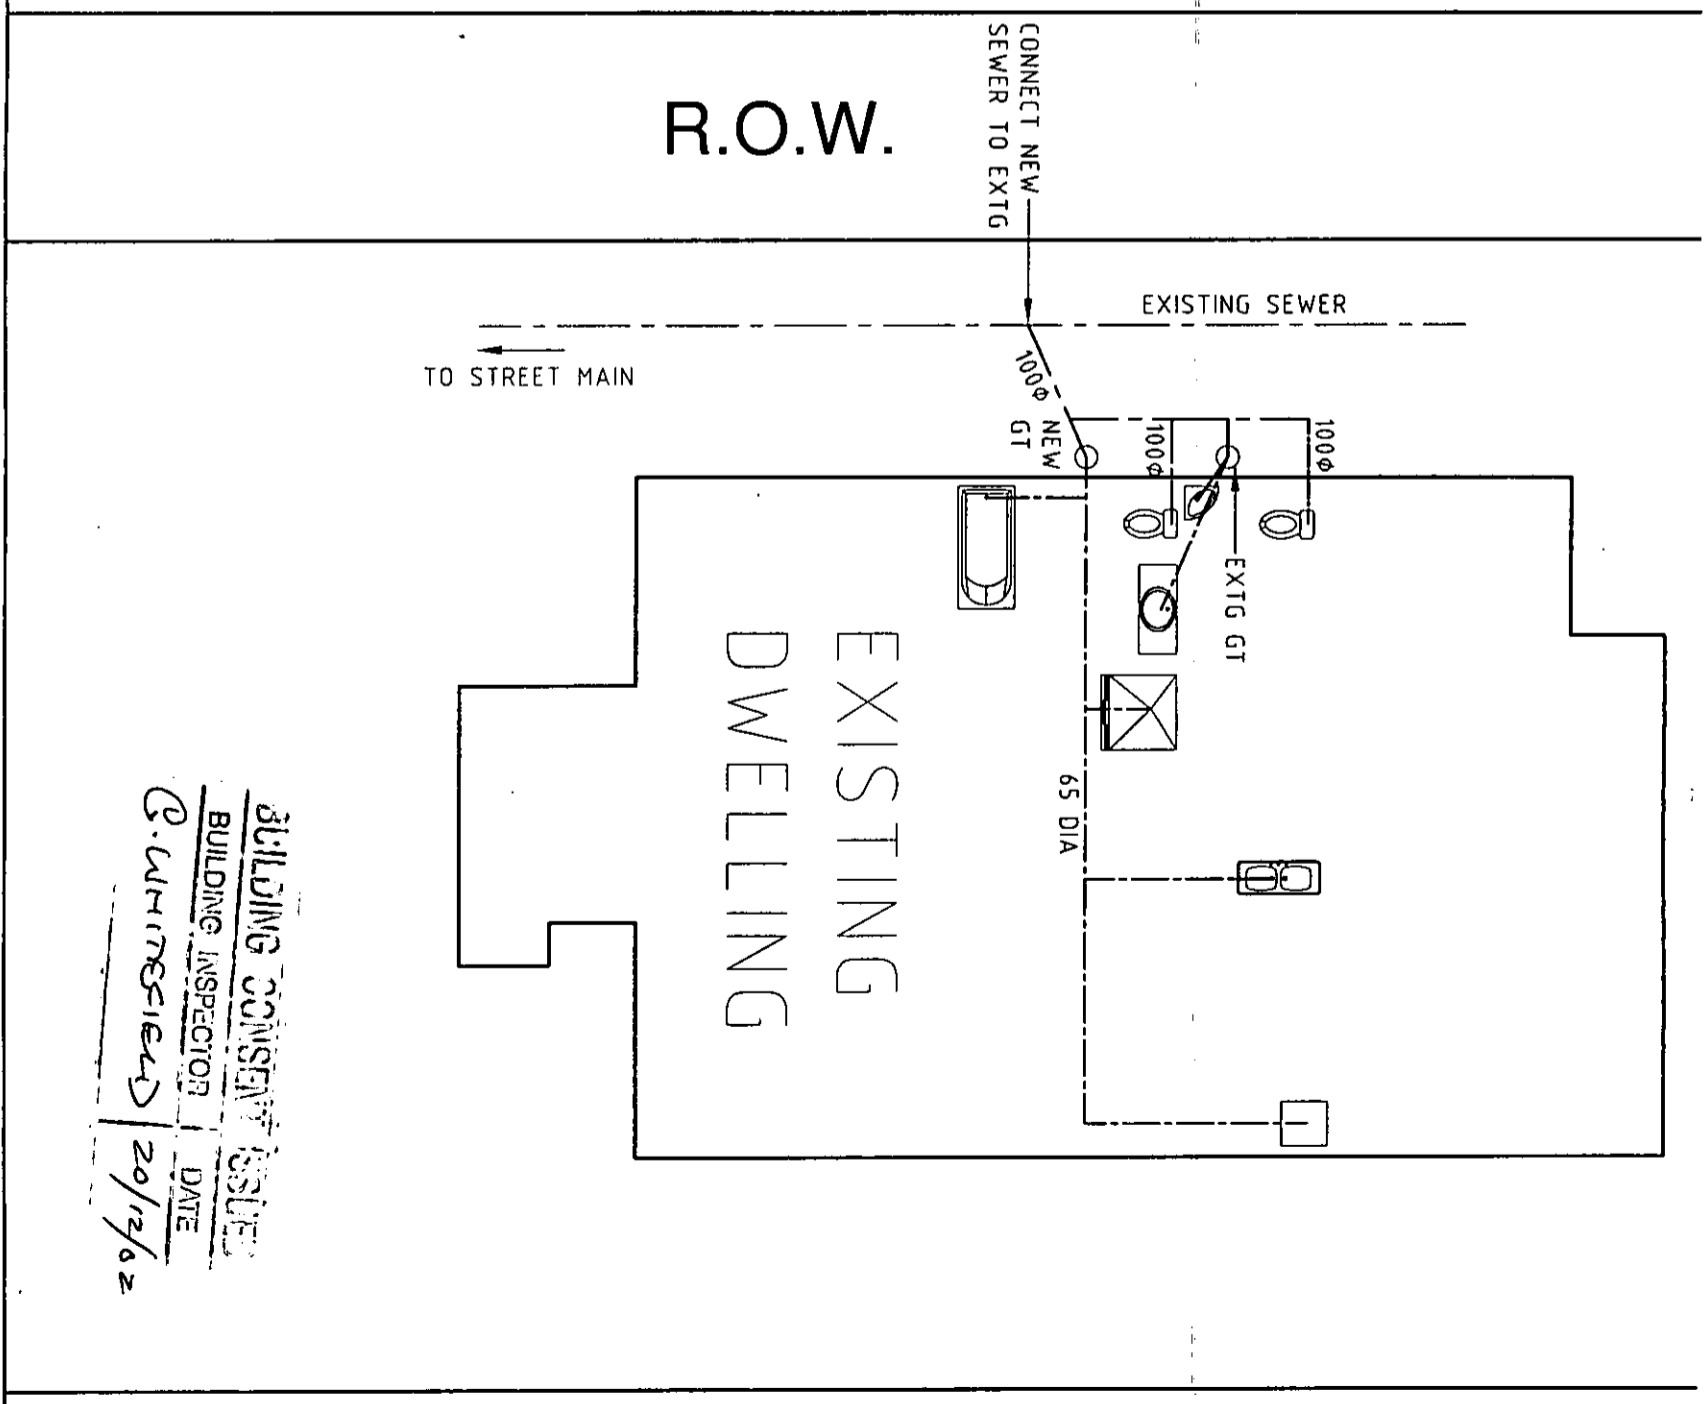 R.O.W.
CONNECT NEW
SEWER TO EXTG
EXISTING SEWER
TO STREET MAIN
100Φ
NEW
GT
100Φ
100Φ
EXTG GT
65 DIA
EXISTING
DWELLING
BUILDING CONSENT ISSUED
BUILDING INSPECTOR DATE
G. WHITEFIELD 20/12/02